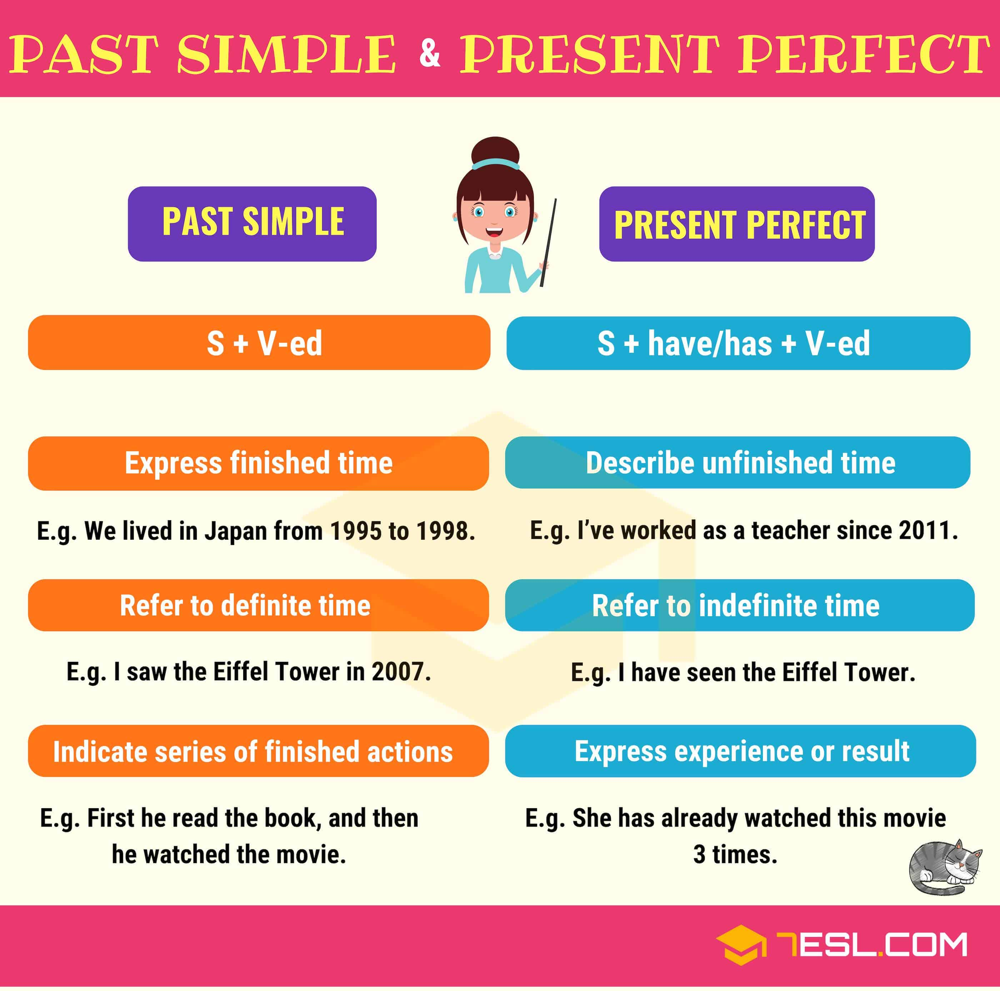 PAST SIMPLE & PRESENT PERFECT
PAST SIMPLE
PRESENT PERFECT
S + V-ed
S + have/has + V-ed
Express finished time
Describe unfinished time
E.g. We lived in Japan from 1995 to 1998.
E.g. I’ve worked as a teacher since 2011.
Refer to definite time
Refer to indefinite time
E.g. I saw the Eiffel Tower in 2007.
E.g. I have seen the Eiffel Tower.
Indicate series of finished actions
Express experience or result
E.g. First he read the book, and then
he watched the movie.
E.g. She has already watched this movie
3 times.
7ESL.COM